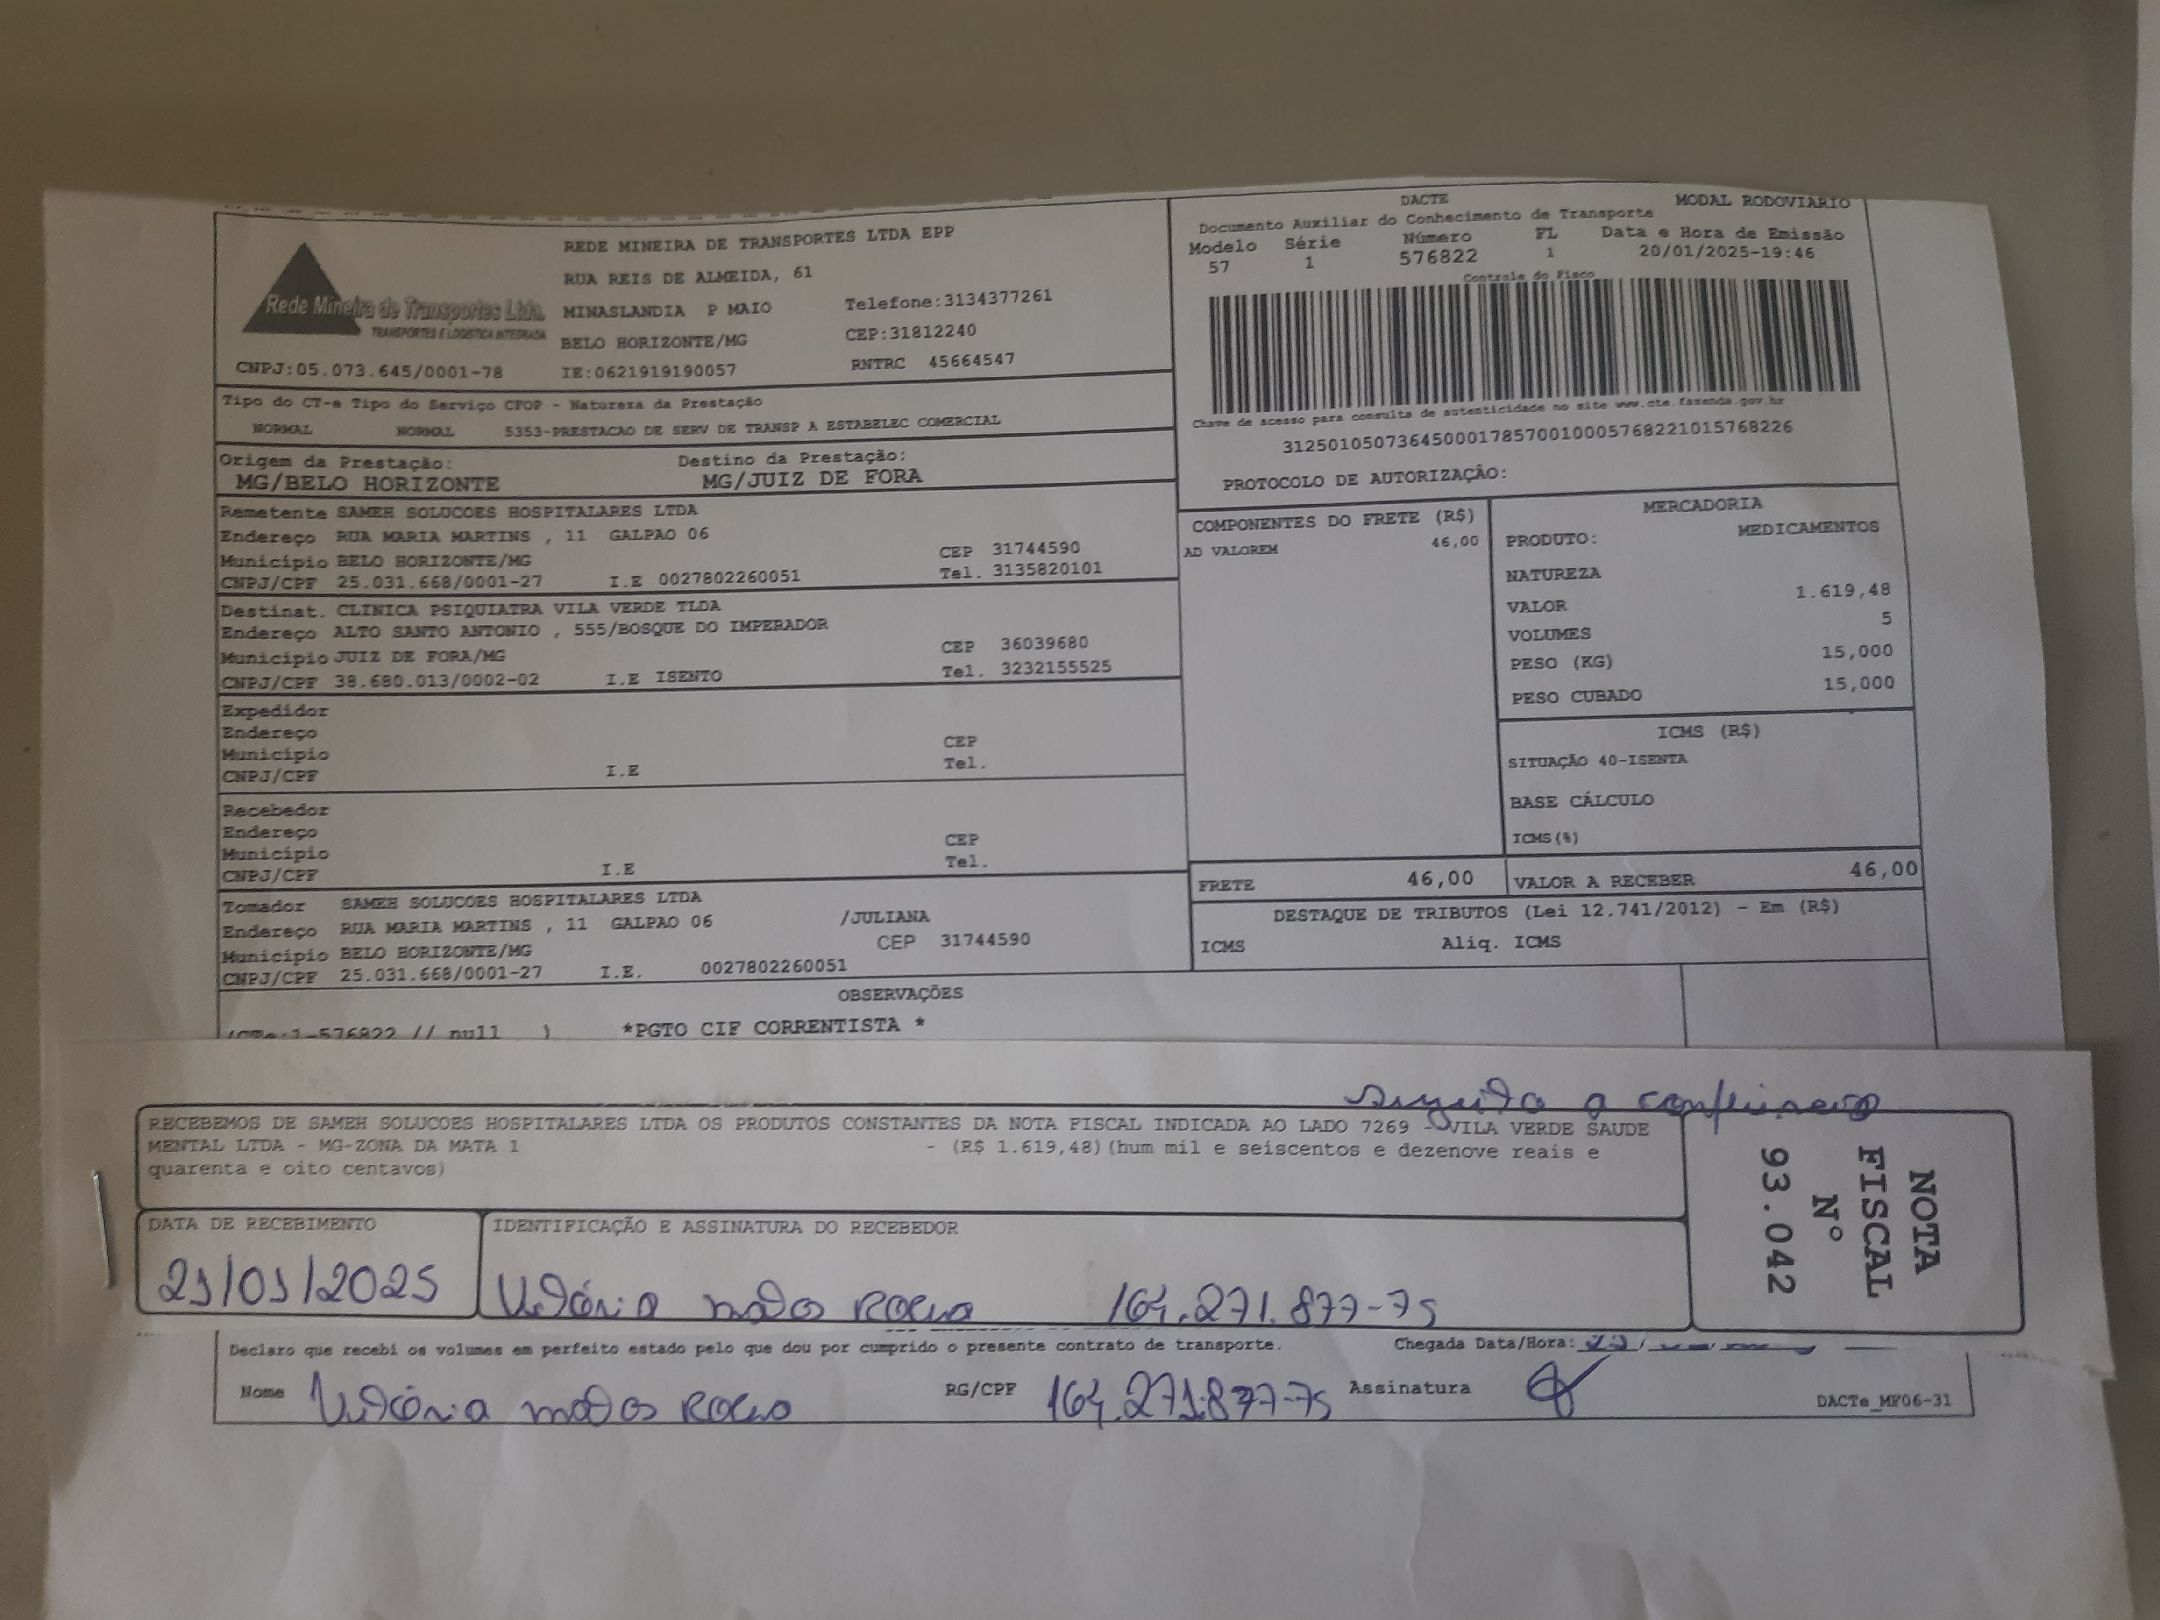 REDE MINEIRA DE TRANSPORTES LTDA EPP
RUA REIS DE ALMEIDA, 61
MINASLANDIA P MAIO Telefone:3134377261
BELO HORIZONTE/MG CEP:31812240
Rede Mineira de Transportes Ltda.
TRANSPORTES E LOGÍSTICA INTEGRADA
CNPJ:05.073.645/0001-78 IE:0621919190057 RNTRC 45664547
DACTE MODAL RODOVIÁRIO
Documento Auxiliar do Conhecimento de Transporte
Modelo Série Número FL Data e Hora de Emissão
57 1 576822 1 20/01/2025-19:46
Controle do Fisco
Chave de acesso para consulta de autenticidade no site www.cte.fazenda.gov.br
31250105073645000178570010005768221015768226
PROTOCOLO DE AUTORIZAÇÃO:
Tipo do CT-e Tipo do Serviço CFOP - Natureza da Prestação
NORMAL NORMAL 5353-PRESTACAO DE SERV DE TRANSP A ESTABELEC COMERCIAL
Origem da Prestação: Destino da Prestação:
MG/BELO HORIZONTE MG/JUIZ DE FORA
Remetente SAMEH SOLUCOES HOSPITALARES LTDA
Endereço RUA MARIA MARTINS , 11 GALPAO 06
Município BELO HORIZONTE/MG CEP 31744590
CNPJ/CPF 25.031.668/0001-27 I.E 0027802260051 Tel. 3135820101
Destinat. CLINICA PSIQUIATRA VILA VERDE TLDA
Endereço ALTO SANTO ANTONIO , 555/BOSQUE DO IMPERADOR
Município JUIZ DE FORA/MG CEP 36039680
CNPJ/CPF 38.680.013/0002-02 I.E ISENTO Tel. 3232155525
Expedidor
Endereço
Município CEP
CNPJ/CPF I.E Tel.
Recebedor
Endereço
Município CEP
CNPJ/CPF I.E Tel.
Tomador SAMEH SOLUCOES HOSPITALARES LTDA
Endereço RUA MARIA MARTINS , 11 GALPAO 06 /JULIANA
Município BELO HORIZONTE/MG CEP 31744590
CNPJ/CPF 25.031.668/0001-27 I.E. 0027802260051
COMPONENTES DO FRETE (R$)
AD VALOREM 46,00
MERCADORIA
PRODUTO: MEDICAMENTOS
NATUREZA
VALOR 1.619,48
VOLUMES 5
PESO (KG) 15,000
PESO CUBADO 15,000
ICMS (R$)
SITUAÇÃO 40-ISENTA
BASE CÁLCULO
ICMS(%)
FRETE 46,00 VALOR A RECEBER 46,00
DESTAQUE DE TRIBUTOS (Lei 12.741/2012) - Em (R$)
ICMS Aliq. ICMS
OBSERVAÇÕES
(CTe:1-576822 // null ) *PGTO CIF CORRENTISTA *
a
RECEBEMOS DE SAMEH SOLUCOES HOSPITALARES LTDA OS PRODUTOS CONSTANTES DA NOTA FISCAL INDICADA AO LADO 7269 - VILA VERDE SAUDE
MENTAL LTDA - MG-ZONA DA MATA 1 - (R$ 1.619,48) (hum mil e seiscentos e dezenove reais e
quarenta e oito centavos)
NOTA
FISCAL
N°
93.042
DATA DE RECEBIMENTO IDENTIFICAÇÃO E ASSINATURA DO RECEBEDOR
21/01/2025 Vitória 164.271.877-75
Declaro que recebi os volumes em perfeito estado pelo que dou por cumprido o presente contrato de transporte. Chegada Data/Hora:
Nome Vitória RG/CPF 164.271.877-75 Assinatura DACTe_MF06-31